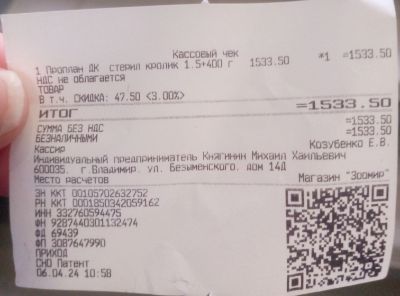 Кассовый чек
1 Проплан ДК стерил кролик 1.5+400 г 1533.50 *1 =1533.50
НДС не облагается
ТОВАР
В т.ч. СКИДКА: 47.50 <3.00%>
ИТОГ =1533.50
СУММА БЕЗ НДС =1533.50
БЕЗНАЛИЧНЫМИ =1533.50
Кассир Козубенко Е.В.
Индивидуальный предприниматель Княгинин Михаил Хаильевич
600035. г.Владимир. ул. Безыменского. дом 14Д
Место расчетов Магазин "Зоомир"
ЗН ККТ 00105702632752
РН ККТ 0001850342059162
ИНН 332760594475
ФН 9287440301132474
ФД 69439
ФП 3087647990
ПРИХОД
СНО Патент
06.04.24 10:58